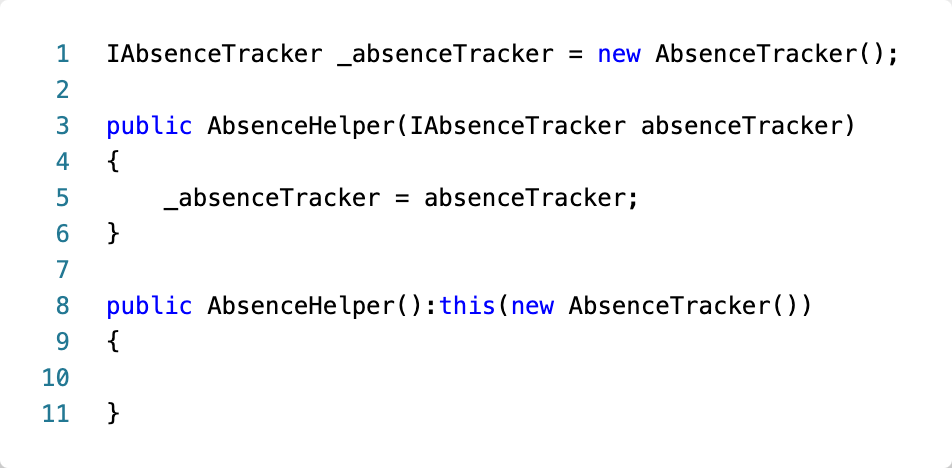 1 IAbsenceTracker _absenceTracker = new AbsenceTracker();
2
3 public AbsenceHelper(IAbsenceTracker absenceTracker)
4 {
5     _absenceTracker = absenceTracker;
6 }
7
8 public AbsenceHelper():this(new AbsenceTracker())
9 {
10
11 }